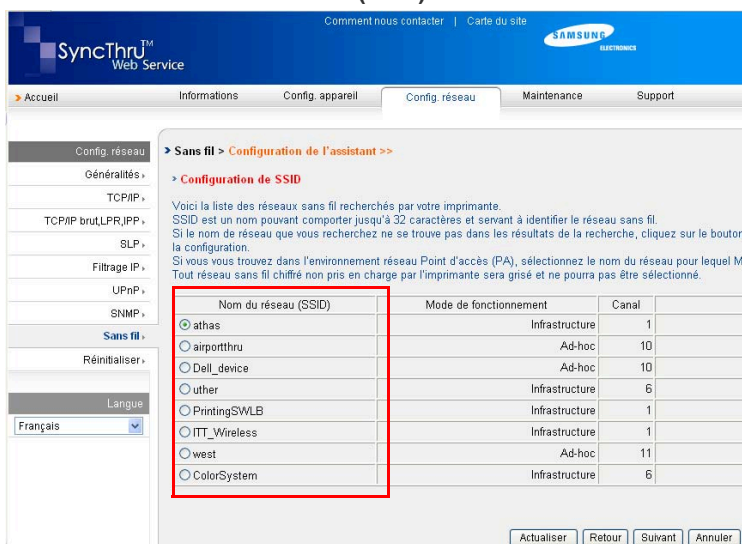 Comment nous contacter | Carte du site
SAMSUNG
ELECTRONICS
SyncThru TM
Web Service
Accueil
Informations
Config. appareil
Config. réseau
Maintenance
Support
Config. réseau
Généralités
TCP/IP
TCP/IP brut,LPR,IPP
SLP
Filtrage IP
UPnP
SNMP
Sans fil
Réinitialiser
Langue
Français
Sans fil > Configuration de l'assistant >>
Configuration de SSID
Voici la liste des réseaux sans fil recherchés par votre imprimante.
SSID est un nom pouvant comporter jusqu'à 32 caractères et servant à identifier le réseau sans fil.
Si le nom de réseau que vous recherchez ne se trouve pas dans les résultats de la recherche, cliquez sur le bouton
la configuration.
Si vous vous trouvez dans l'environnement réseau Point d'accès (PA), sélectionnez le nom du réseau pour lequel M
Tout réseau sans fil chiffré non pris en charge par l'imprimante sera grisé et ne pourra pas être sélectionné.
Nom du réseau (SSID) Mode de fonctionnement Canal
athas Infrastructure 1
airportthru Ad-hoc 10
Dell_device Ad-hoc 10
uther Infrastructure 6
PrintingSWLB Infrastructure 1
ITT_Wireless Infrastructure 1
west Ad-hoc 11
ColorSystem Infrastructure 6
Actualiser Retour Suivant Annuler